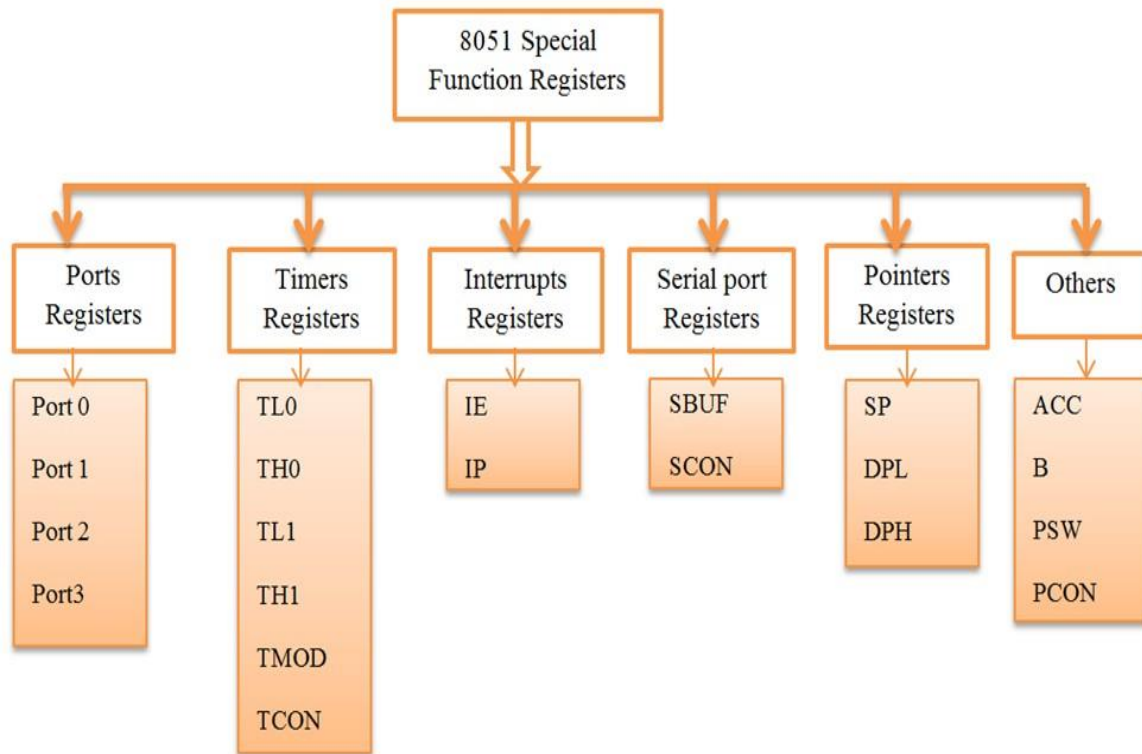 8051 Special
Function Registers
Ports
Registers
Timers
Registers
Interrupts
Registers
Serial port
Registers
Pointers
Registers
Others
Port 0
Port 1
Port 2
Port3
TL0
TH0
TL1
TH1
TMOD
TCON
IE
IP
SBUF
SCON
SP
DPL
DPH
ACC
B
PSW
PCON